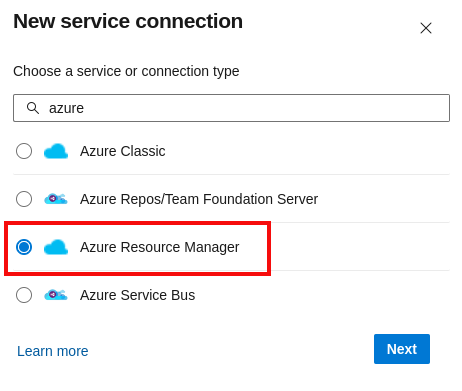 New service connection
Choose a service or connection type
azure
Azure Classic
Azure Repos/Team Foundation Server
Azure Resource Manager
Azure Service Bus
Learn more
Next